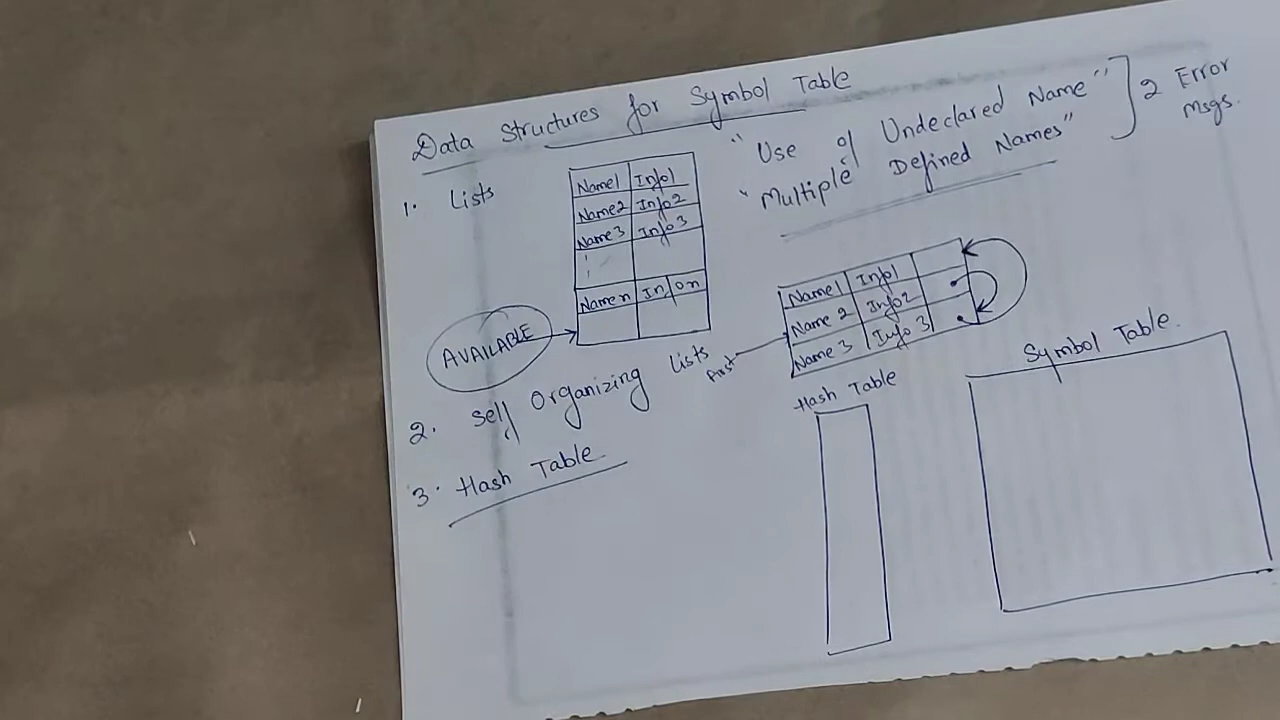 Data Structures for Symbol Table
"Use of Undeclared Name"
"Multiple Defined Names"
2 Error
Msgs.
1. Lists
Name1 Info1
Name2 Info2
Name3 Info3
Name n Info n
AVAILABLE
2. Self Organizing Lists
first
Name1 Info1
Name 2 Info2
Name 3 Info 3
3. Hash Table
Hash Table
Symbol Table.